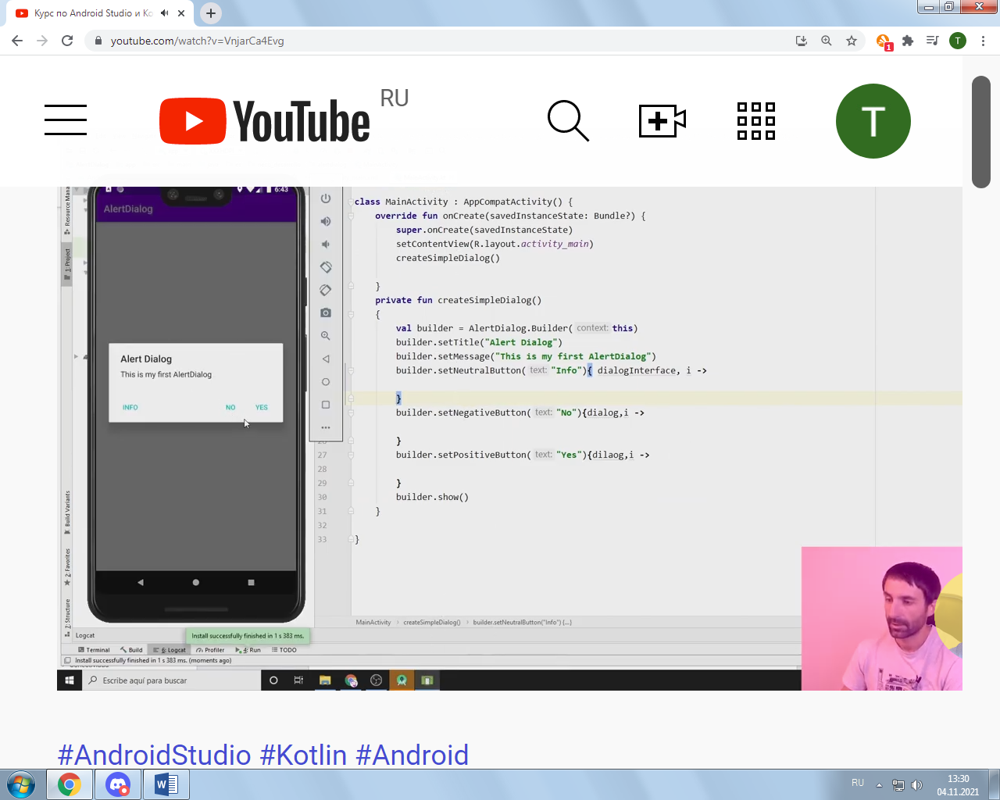 Курс по Android Studio и Ко
youtube.com/watch?v=VnjarCa4Evg
1
T
YouTube
RU
T
6:43
AlertDialog
Resource Mana
1: Project
class MainActivity : AppCompatActivity() {
override fun onCreate(savedInstanceState: Bundle?) {
super.onCreate(savedInstanceState)
setContentView(R.layout.activity_main)
createSimpleDialog()
}
private fun createSimpleDialog()
{
val builder = AlertDialog.Builder( context: this)
builder.setTitle("Alert Dialog")
builder.setMessage("This is my first AlertDialog")
builder.setNeutralButton( text: "Info"){ dialogInterface, i ->
}
builder.setNegativeButton( text: "No"){dialog,i ->
}
27 builder.setPositiveButton( text: "Yes"){dilaog,i ->
28
29 }
30 builder.show()
31 }
32
33 }
Alert Dialog
This is my first AlertDialog
INFO NO YES
Build Variants
2: Favorites
Z: Structure
MainActivity createSimpleDialog() builder.setNeutralButton("Info") {...}
Logcat
Install successfully finished in 1 s 383 ms.
Terminal Build 6: Logcat Profiler 4: Run TODO
Install successfully finished in 1 s 383 ms. (moments ago)
Escribe aquí para buscar
#AndroidStudio #Kotlin #Android
RU
13:30
04.11.2021